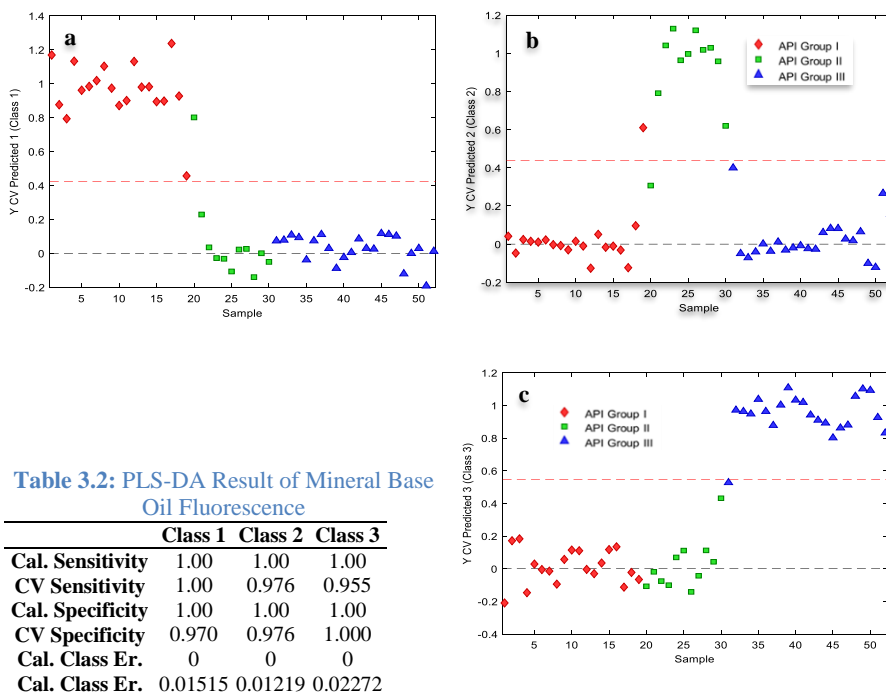 a
1.4
1.2
1
0.8
0.6
0.4
0.2
0
-0.2
Y CV Predicted 1 (Class 1)
5 10 15 20 25 30 35 40 45 50
Sample
b
API Group I
API Group II
API Group III
1.2
1
0.8
0.6
0.4
0.2
0
-0.2
Y CV Predicted 2 (Class 2)
5 10 15 20 25 30 35 40 45 50
Sample
c
API Group I
API Group II
API Group III
1.2
1
0.8
0.6
0.4
0.2
0
-0.2
-0.4
Y CV Predicted 3 (Class 3)
5 10 15 20 25 30 35 40 45 50
Sample
Table 3.2: PLS-DA Result of Mineral Base
Oil Fluorescence
Class 1 Class 2 Class 3
Cal. Sensitivity 1.00 1.00 1.00
CV Sensitivity 1.00 0.976 0.955
Cal. Specificity 1.00 1.00 1.00
CV Specificity 0.970 0.976 1.000
Cal. Class Er. 0 0 0
Cal. Class Er. 0.01515 0.01219 0.02272